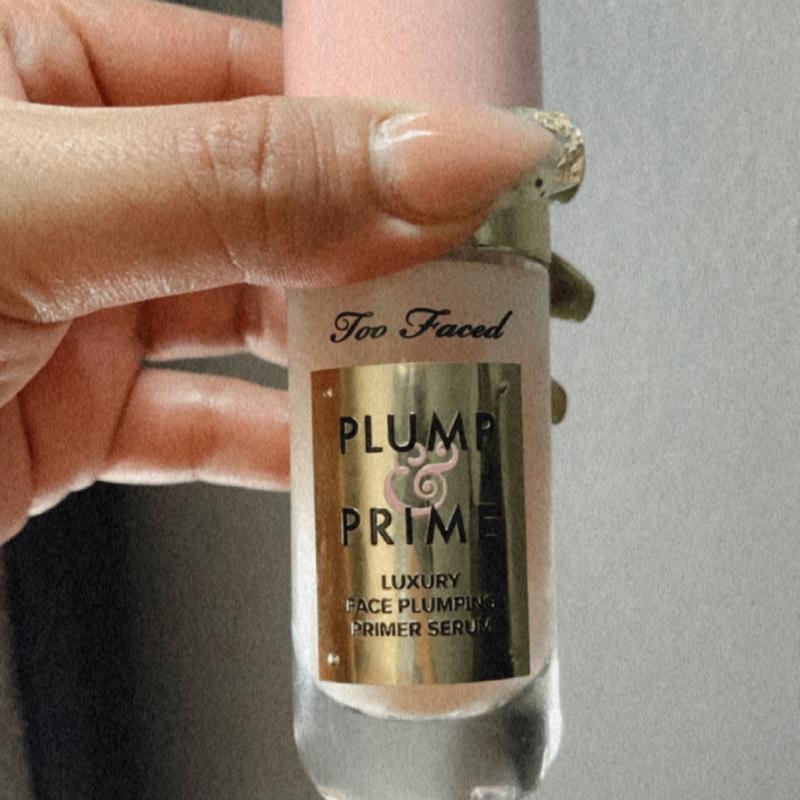 Too Faced
PLUMP
&
PRIME
LUXURY
FACE PLUMPING
PRIMER SERUM